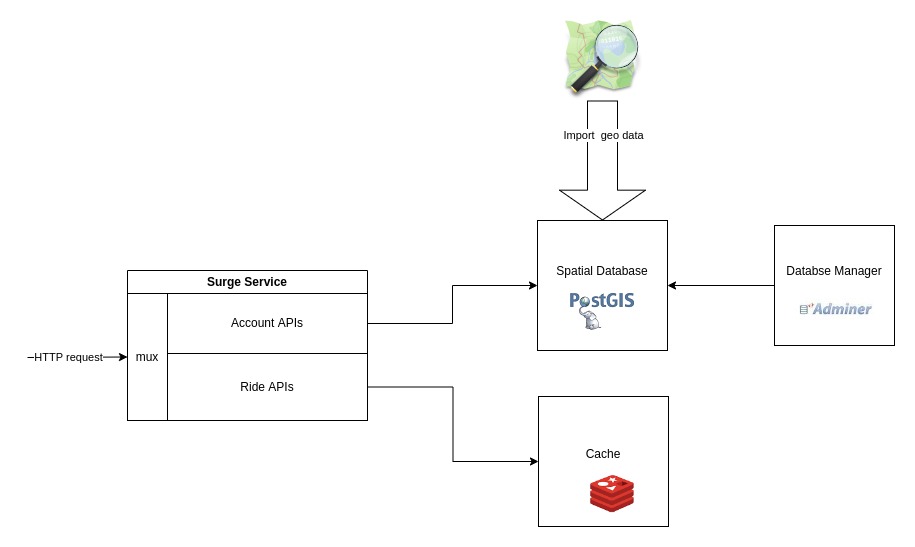 Import geo data
Spatial Database
PostGIS
Databse Manager
Adminer
Surge Service
HTTP request
mux
Account APIs
Ride APIs
Cache